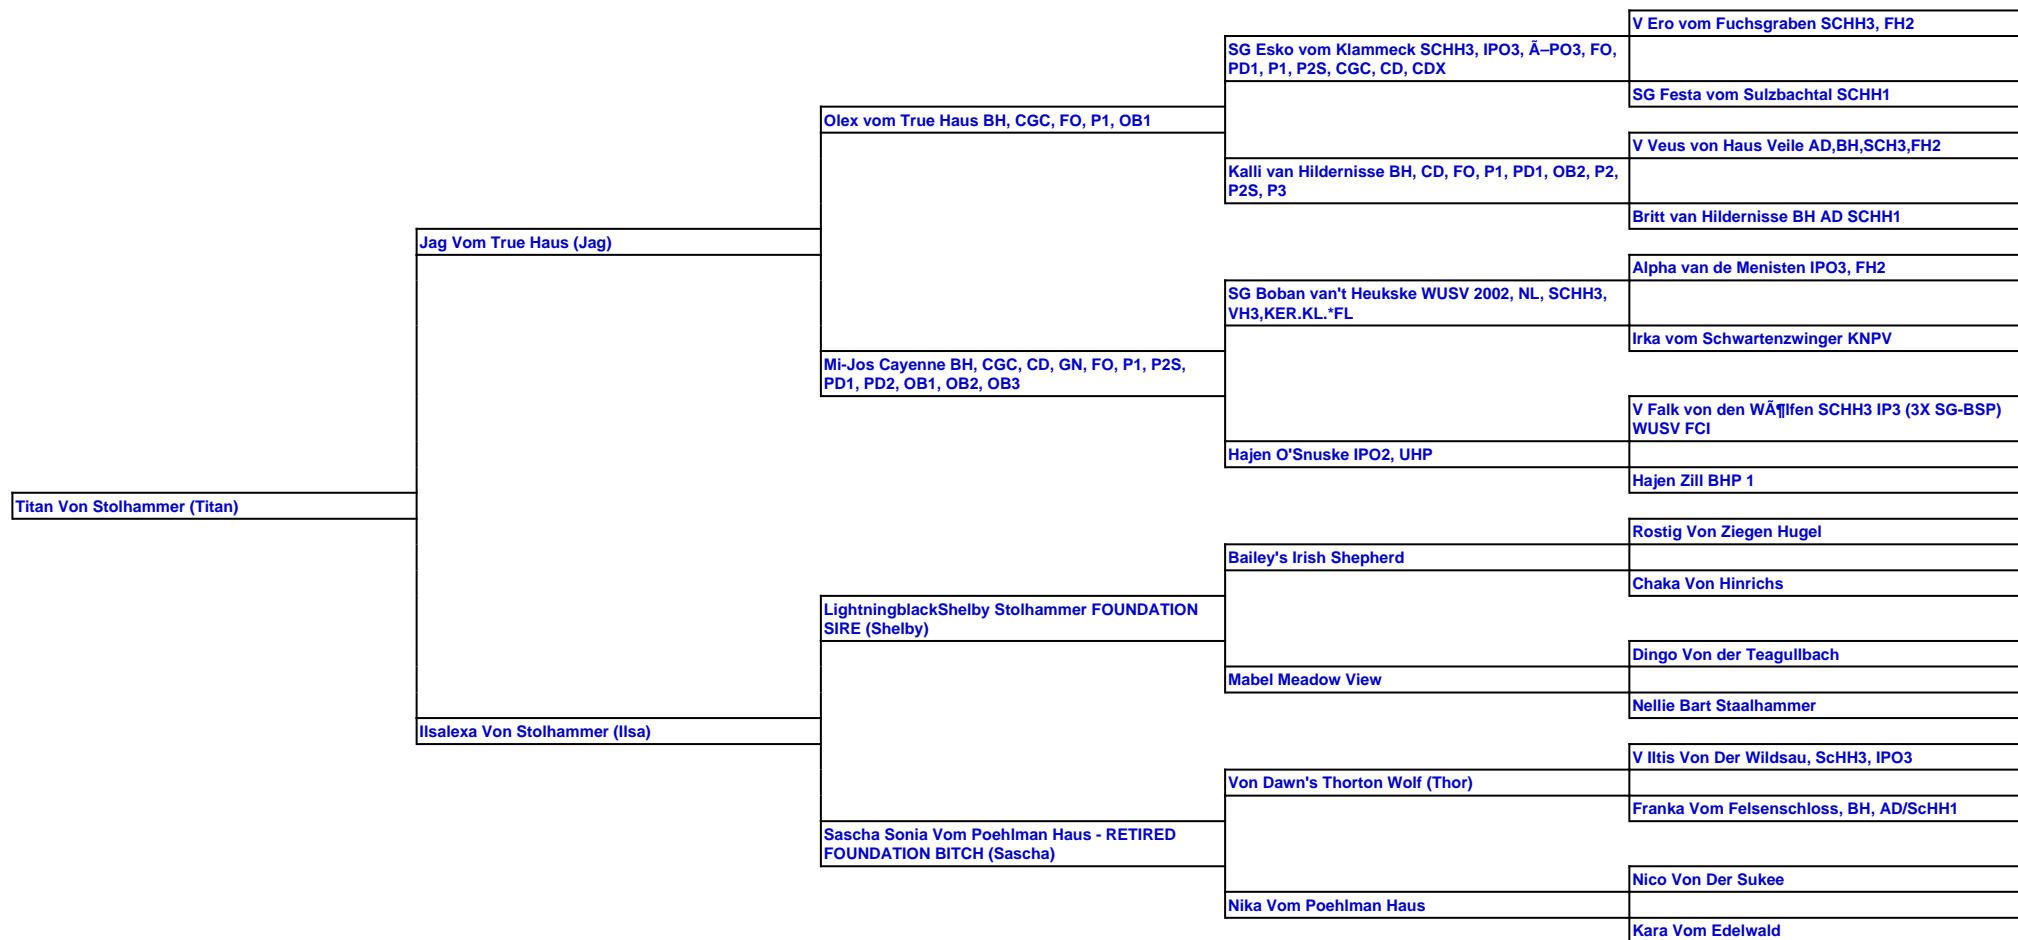 V Ero vom Fuchsgraben SCHH3, FH2
SG Esko vom Klammeck SCHH3, IPO3, Ã–PO3, FO,
PD1, P1, P2S, CGC, CD, CDX
SG Festa vom Sulzbachtal SCHH1
Olex vom True Haus BH, CGC, FO, P1, OB1
V Veus von Haus Veile AD,BH,SCH3,FH2
Kalli van Hildernisse BH, CD, FO, P1, PD1, OB2, P2,
P2S, P3
Britt van Hildernisse BH AD SCHH1
Jag Vom True Haus (Jag)
Alpha van de Menisten IPO3, FH2
SG Boban van't Heukske WUSV 2002, NL, SCHH3,
VH3,KER.KL.*FL
Irka vom Schwartenzwinger KNPV
Mi-Jos Cayenne BH, CGC, CD, GN, FO, P1, P2S,
PD1, PD2, OB1, OB2, OB3
V Falk von den WÃ¶lfen SCHH3 IP3 (3X SG-BSP)
WUSV FCI
Hajen O'Snuske IPO2, UHP
Hajen Zill BHP 1
Titan Von Stolhammer (Titan)
Rostig Von Ziegen Hugel
Bailey's Irish Shepherd
Chaka Von Hinrichs
LightningblackShelby Stolhammer FOUNDATION
SIRE (Shelby)
Dingo Von der Teagullbach
Mabel Meadow View
Nellie Bart Staalhammer
Ilsalexa Von Stolhammer (Ilsa)
V Iltis Von Der Wildsau, ScHH3, IPO3
Von Dawn's Thorton Wolf (Thor)
Franka Vom Felsenschloss, BH, AD/ScHH1
Sascha Sonia Vom Poehlman Haus - RETIRED
FOUNDATION BITCH (Sascha)
Nico Von Der Sukee
Nika Vom Poehlman Haus
Kara Vom Edelwald